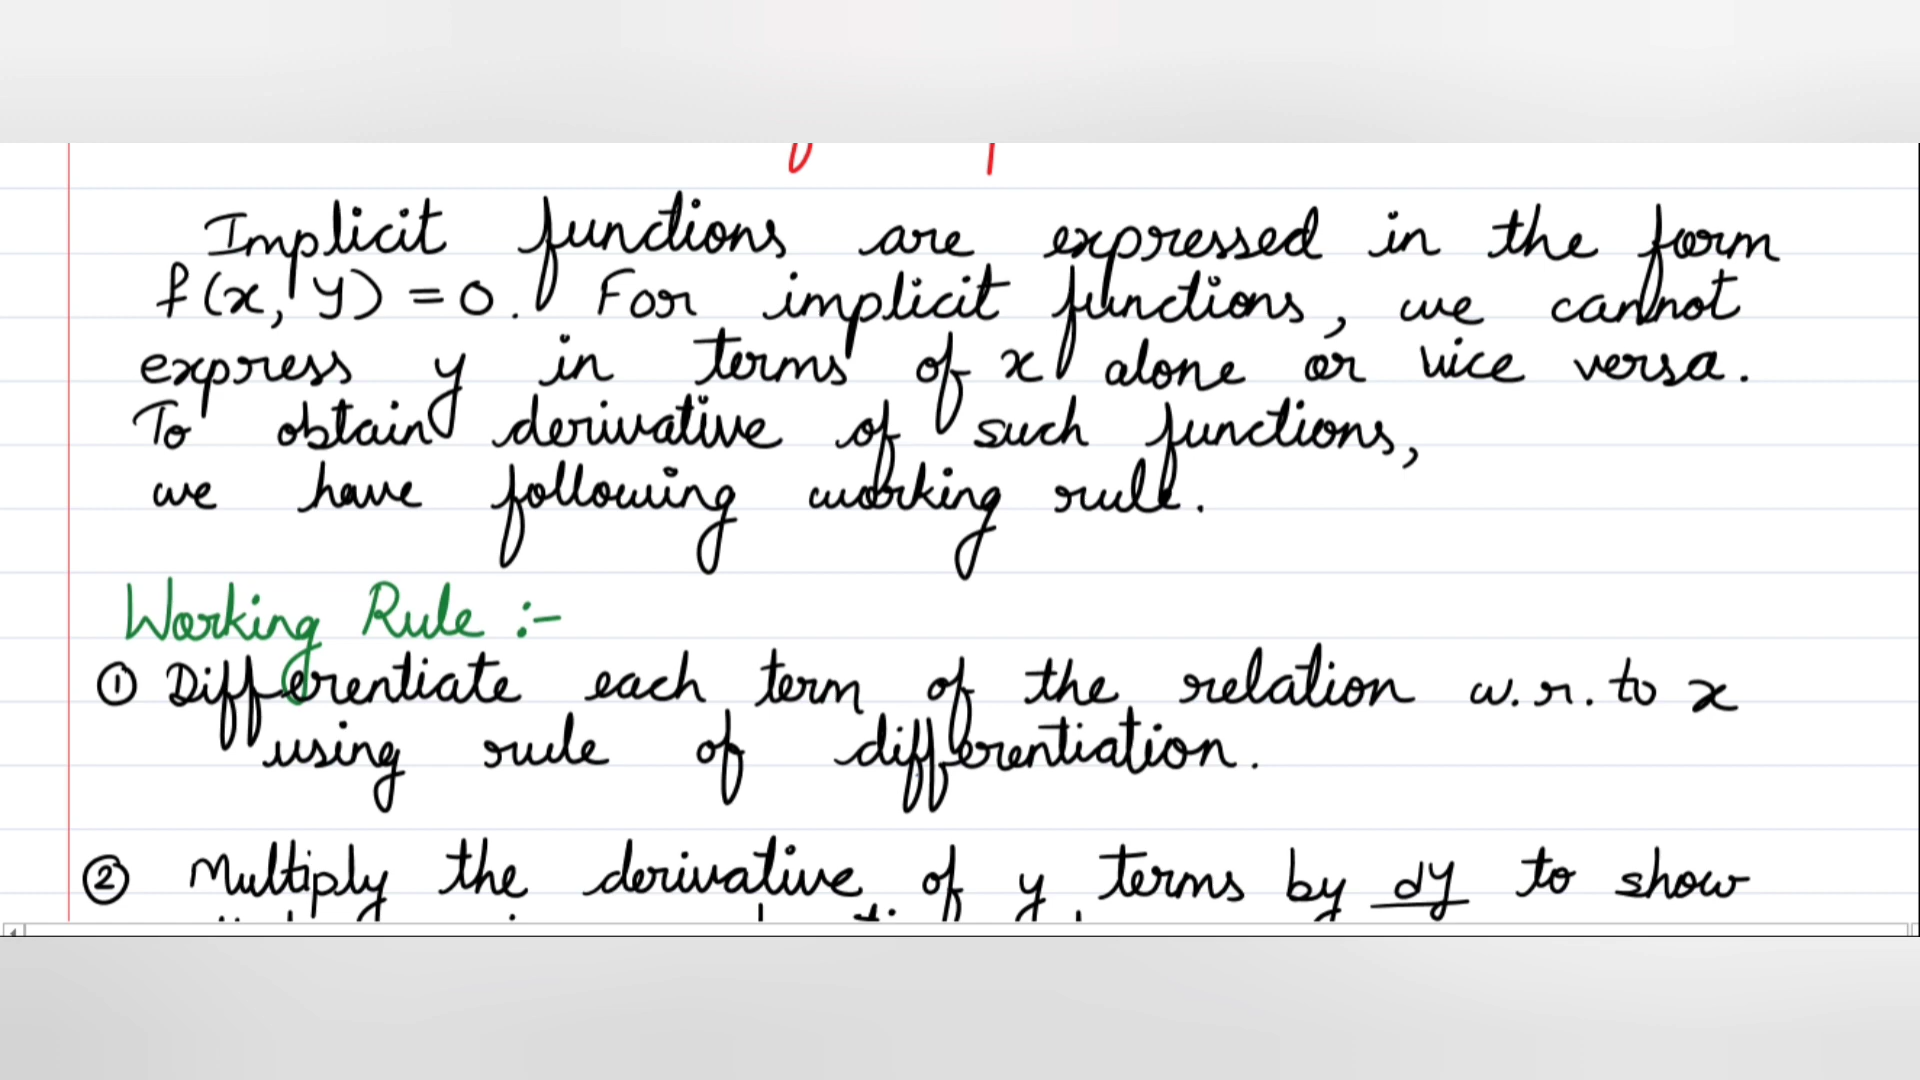 Implicit functions are expressed in the form
f(x, y) = 0. For implicit functions, we cannot
express y in terms of x alone or vice versa.
To obtain derivative of such functions,
we have following working rule.
Working Rule :-
① Differentiate each term of the relation w.r. to x
using rule of differentiation.
② Multiply the derivative of y terms by dy to show